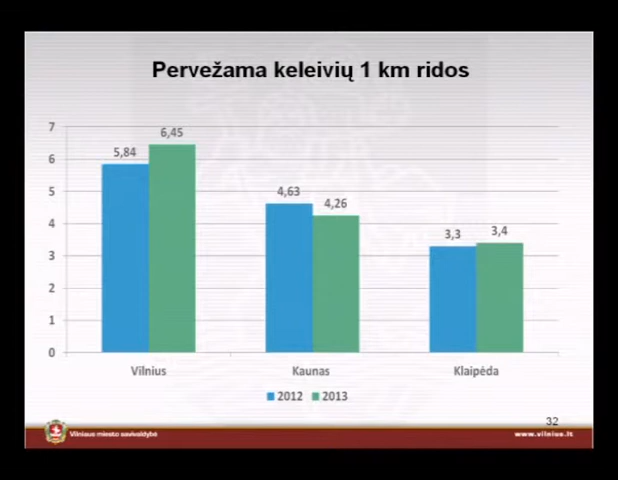 Pervežama keleivių 1 km ridos
7
6
5
4
3
2
1
0
5,84
6,45
4,63
4,26
3,3
3,4
Vilnius
Kaunas
Klaipėda
2012
2013
32
Vilniaus miesto savivaldybė
www.vilnius.lt